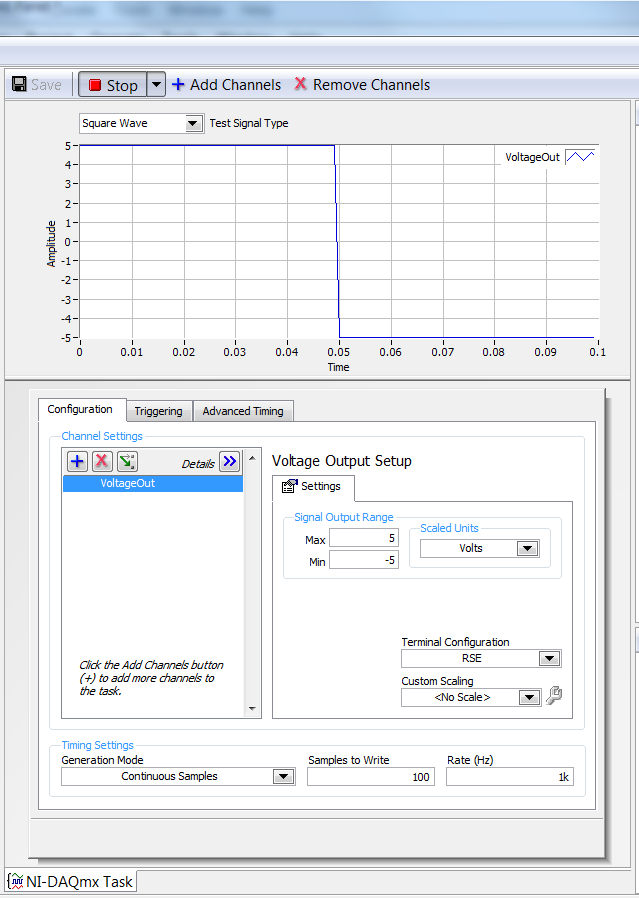 Save Stop Add Channels Remove Channels
Square Wave Test Signal Type
VoltageOut
5
4
3
2
1
0
-1
-2
-3
-4
-5
Amplitude
0 0.01 0.02 0.03 0.04 0.05 0.06 0.07 0.08 0.09 0.1
Time
Configuration Triggering Advanced Timing
Channel Settings
Details
VoltageOut
Click the Add Channels button
(+) to add more channels to
the task.
Voltage Output Setup
Settings
Signal Output Range
Max 5
Min -5
Scaled Units
Volts
Terminal Configuration
RSE
Custom Scaling
<No Scale>
Timing Settings
Generation Mode Samples to Write Rate (Hz)
Continuous Samples 100 1k
NI-DAQmx Task